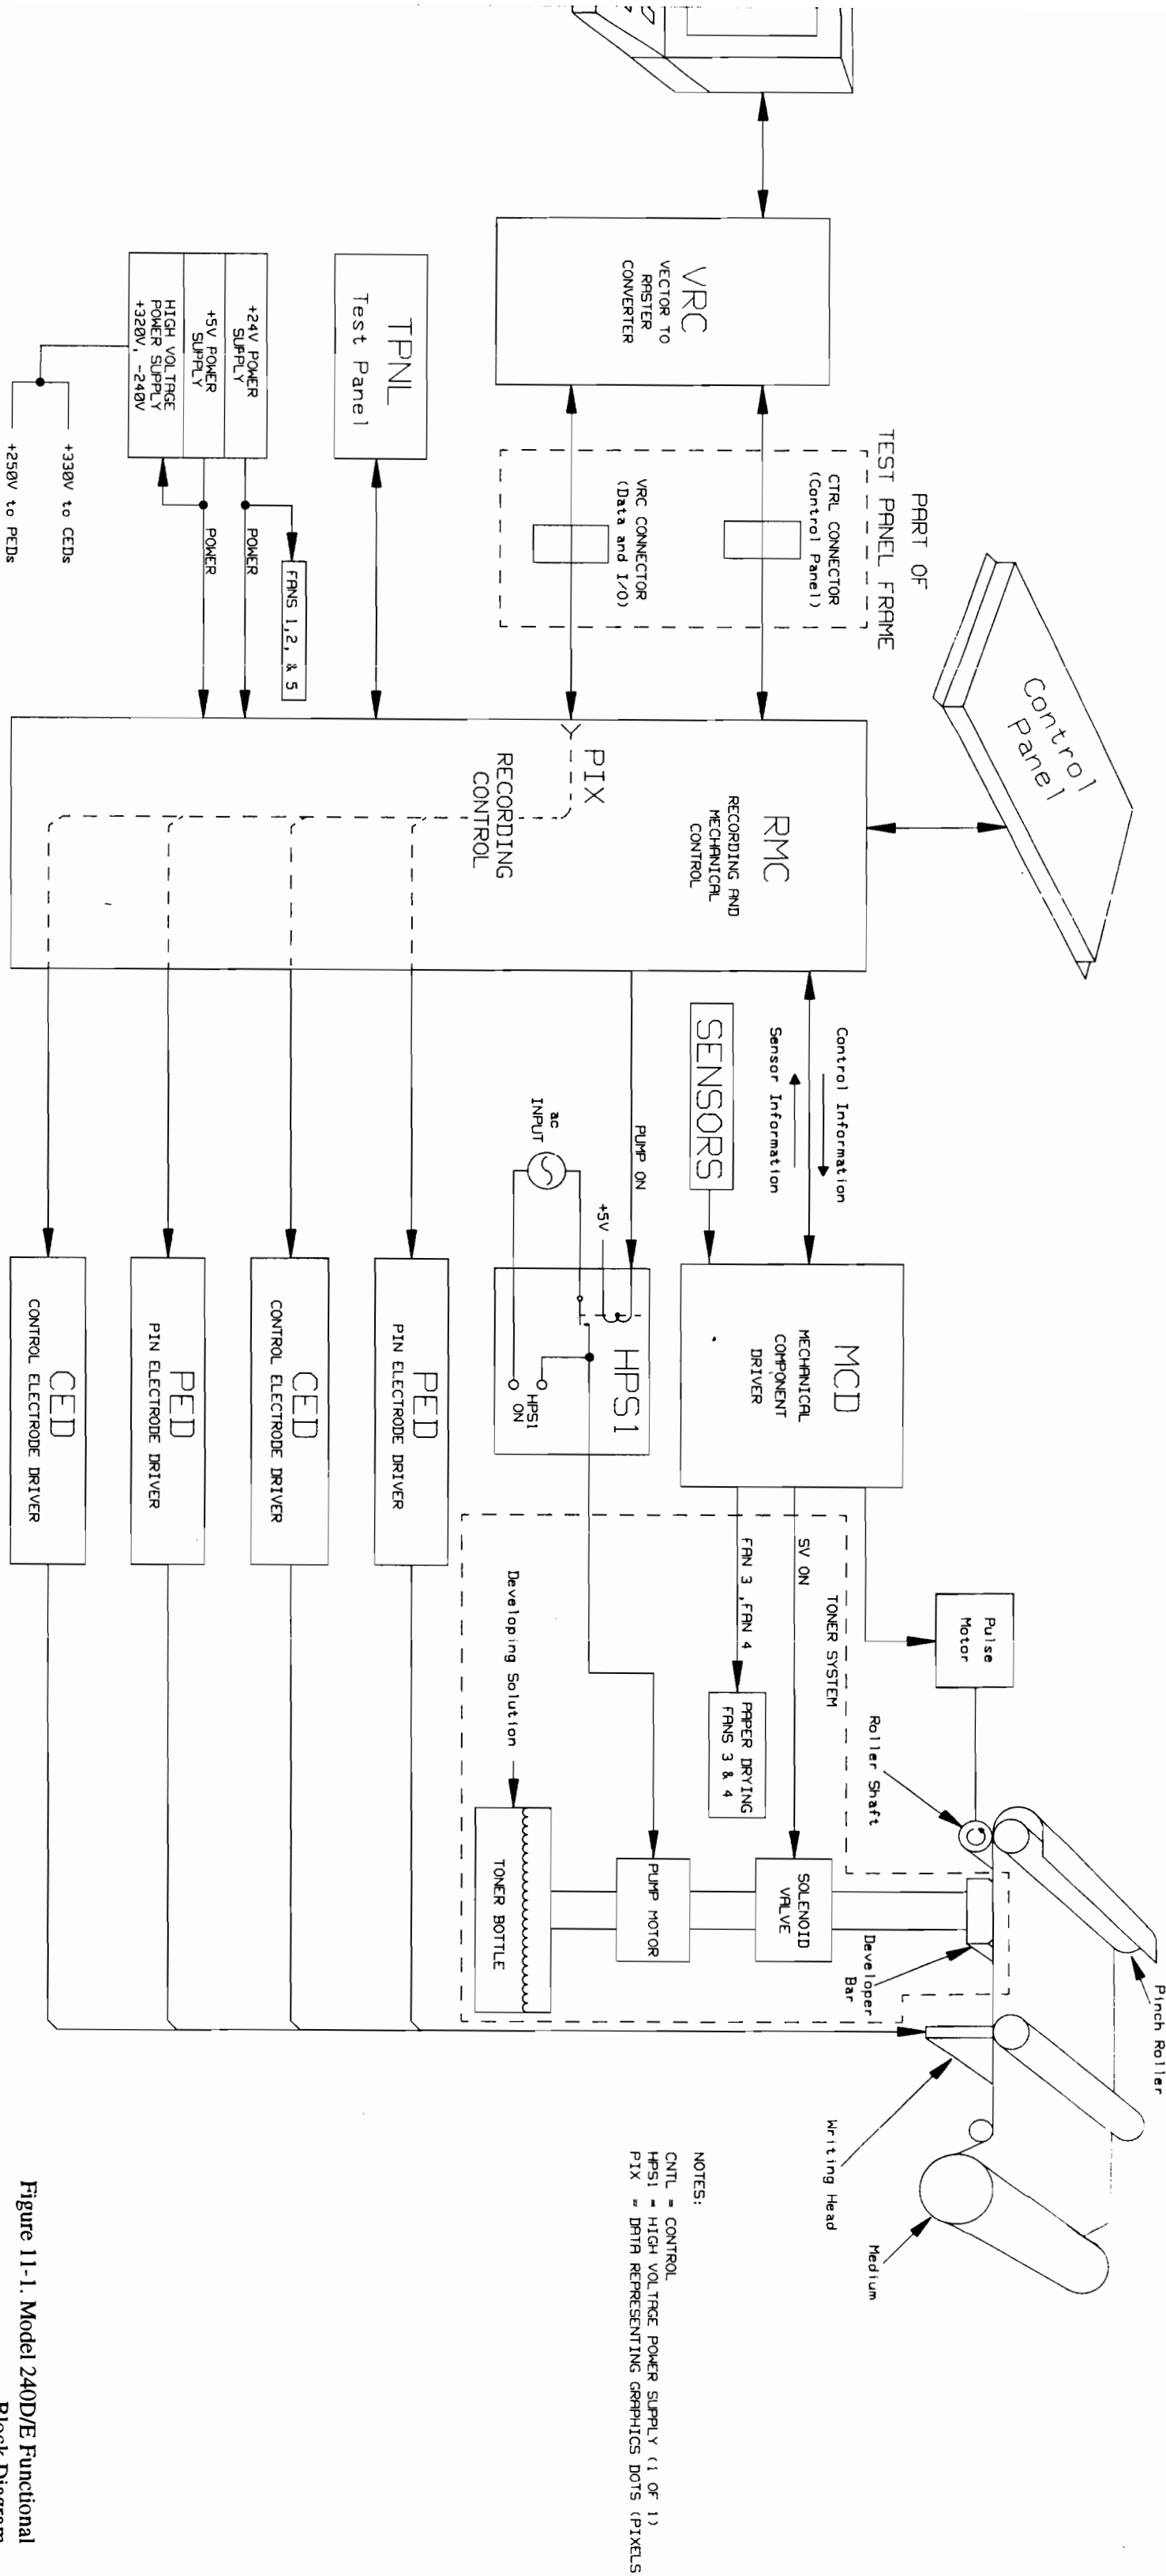 Control
Panel
PART OF
TEST PANEL FRAME
CTRL CONNECTOR
(Control Panel)
VRC CONNECTOR
(Data and I/O)
VRC
VECTOR TO
RASTER
CONVERTER
TPNL
Test Panel
+24V POWER
SUPPLY
+5V POWER
SUPPLY
HIGH VOLTAGE
POWER SUPPLY
+320V, -240V
POWER
POWER
FANS 1,2, & 5
+330V to CEDs
+250V to PEDs
RMC
RECORDING AND
MECHANICAL
CONTROL
PIX
RECORDING
CONTROL
Control Information
Sensor Information
SENSORS
PUMP ON
ac
INPUT
+5V
HPS1
HPS1
ON
MCD
MECHANICAL
COMPONENT
DRIVER
PED
PIN ELECTRODE DRIVER
CED
CONTROL ELECTRODE DRIVER
PED
PIN ELECTRODE DRIVER
CED
CONTROL ELECTRODE DRIVER
Pulse
Motor
TONER SYSTEM
SV ON
FAN 3 ,FAN 4
PAPER DRYING
FANS 3 & 4
Developing Solution
TONER BOTTLE
PUMP MOTOR
SOLENOID
VALVE
Roller Shaft
Developer
Bar
Pinch Roller
Writing Head
Medium
NOTES:
CNTL = CONTROL
HPS1 = HIGH VOLTAGE POWER SUPPLY (1 OF 1)
PIX = DATA REPRESENTING GRAPHICS DOTS (PIXELS
Figure 11-1. Model 240D/E Functional
Block Diagram